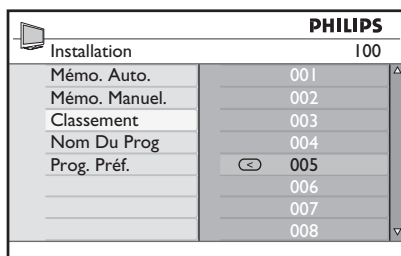 PHILIPS
Installation 100
Mémo. Auto. 001
Mémo. Manuel. 002
Classement 003
Nom Du Prog 004
Prog. Préf. < 005
006
007
008